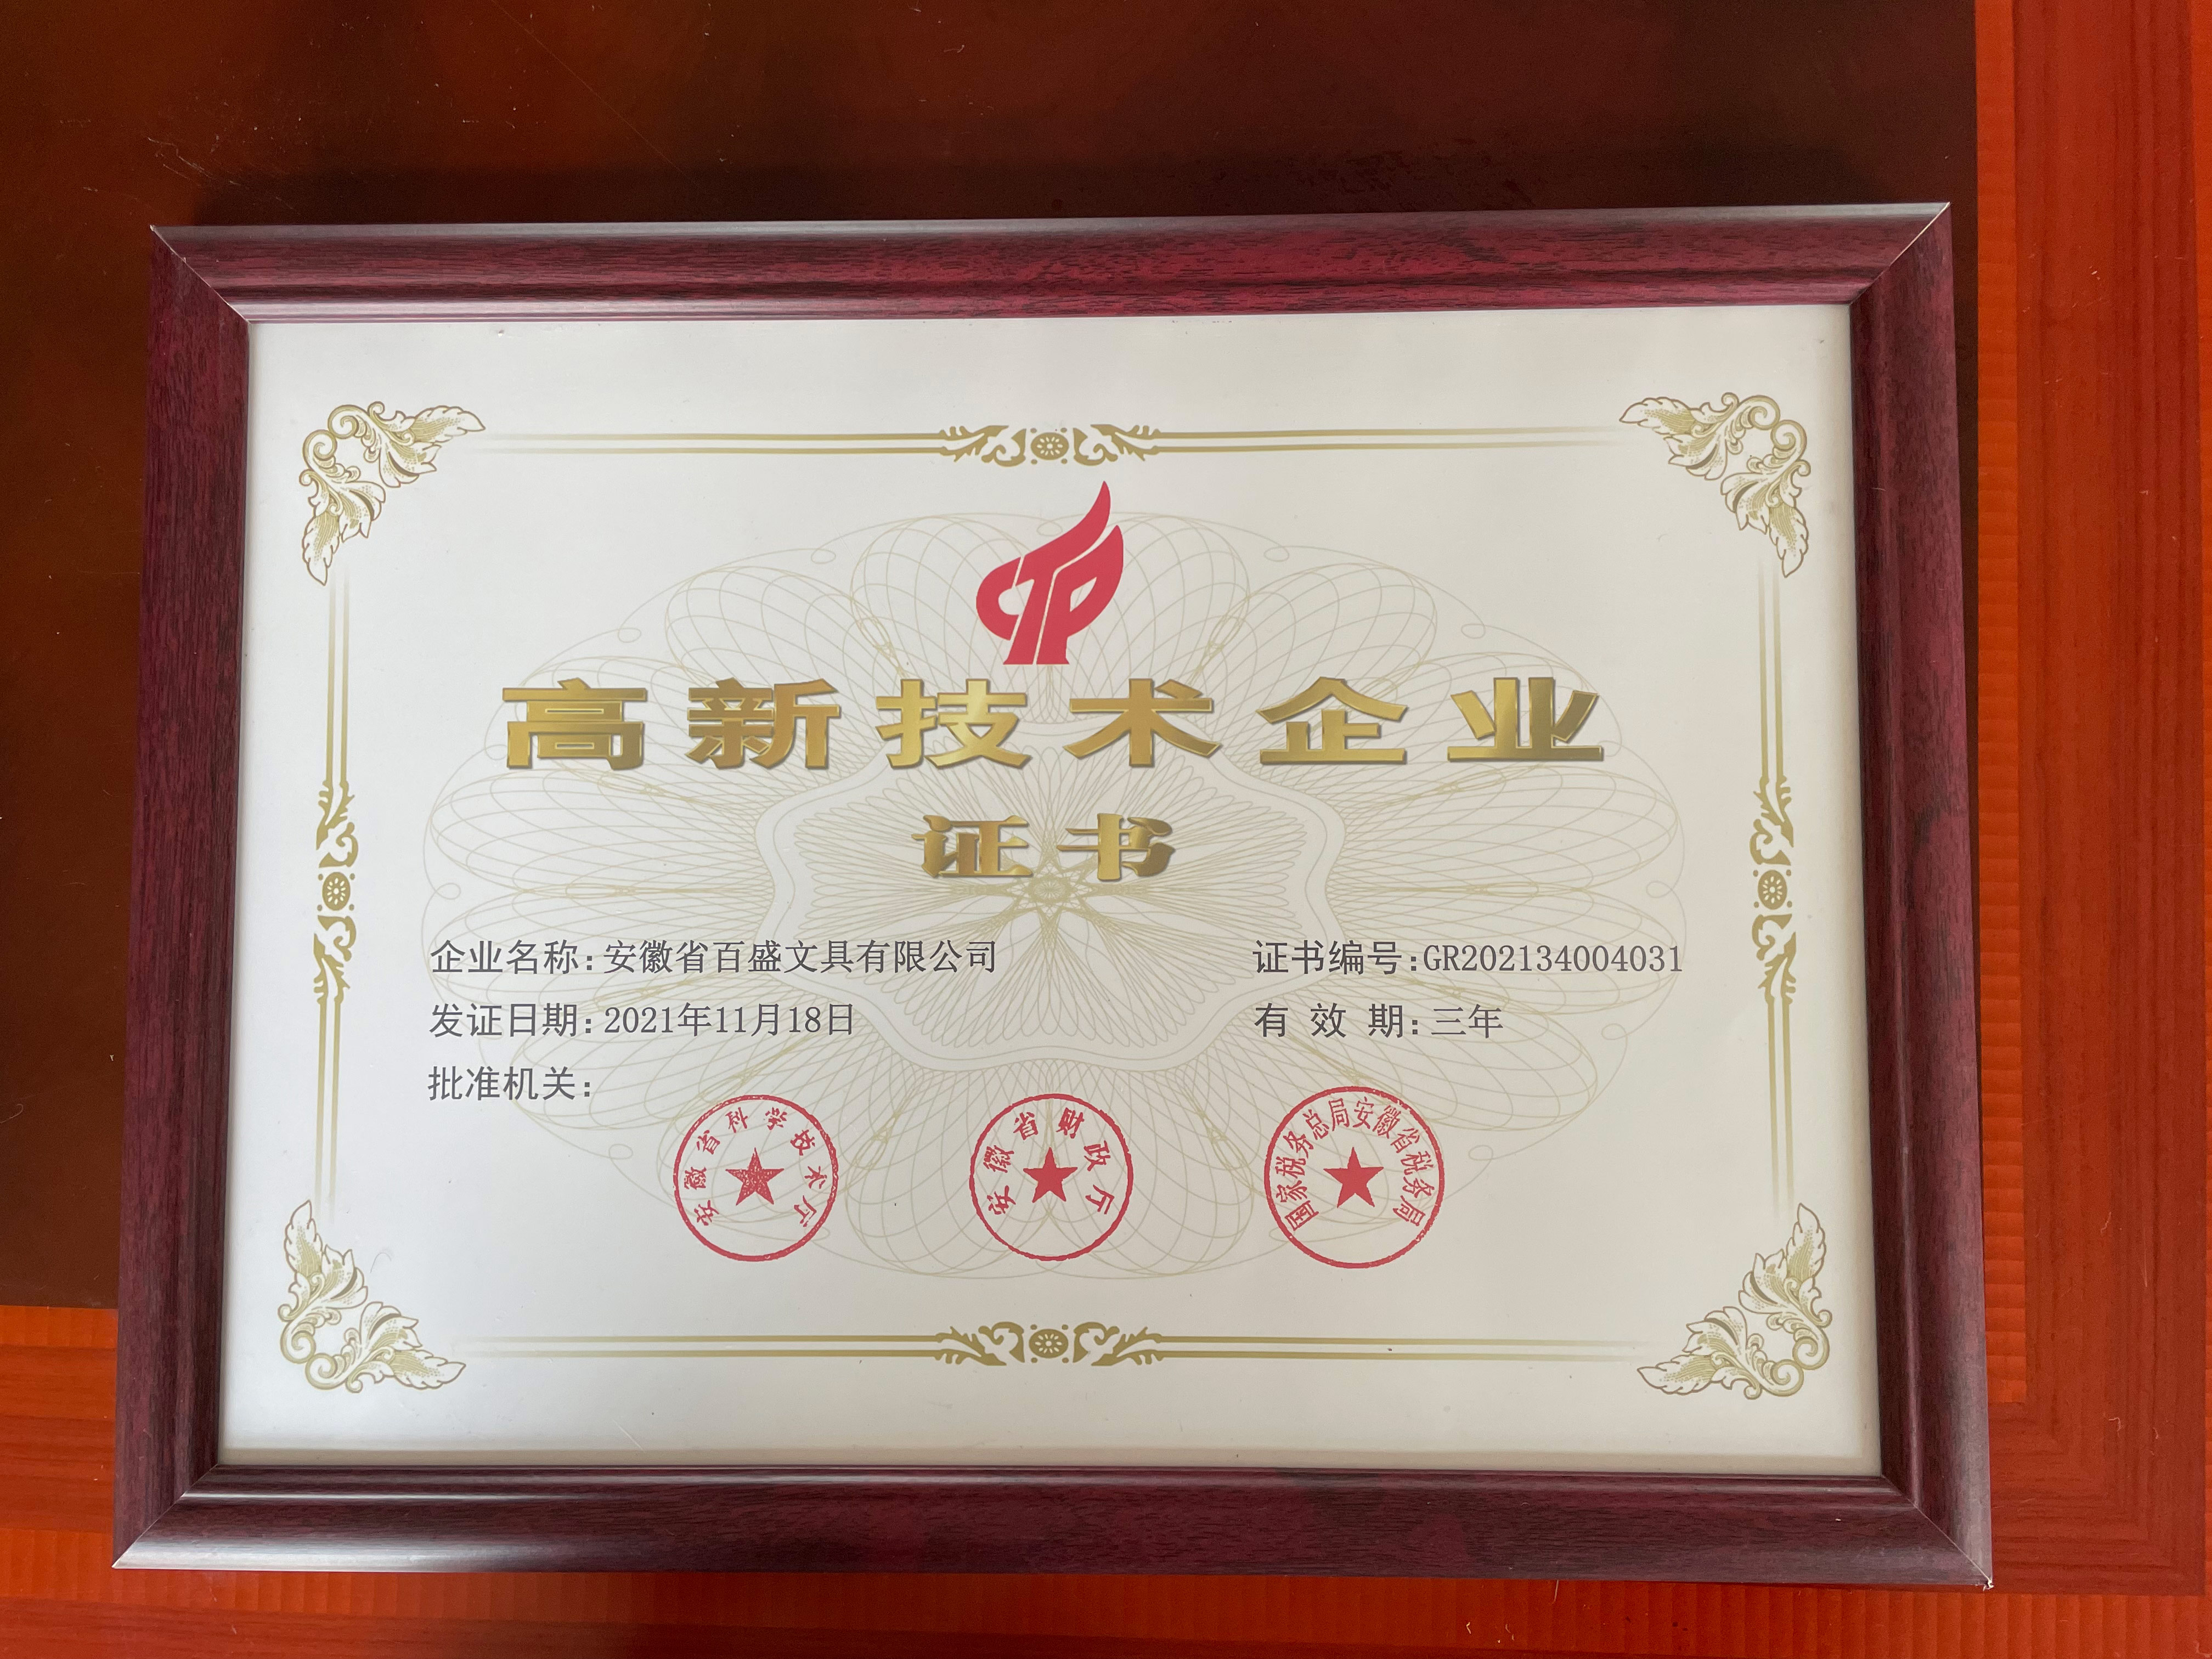 高新技术企业
证书
企业名称:安徽省百盛文具有限公司
证书编号:GR202134004031
发证日期:2021年11月18日
有 效 期:三年
批准机关:
安徽省科学技术厅
安徽省财政厅
国家税务总局安徽省税务局